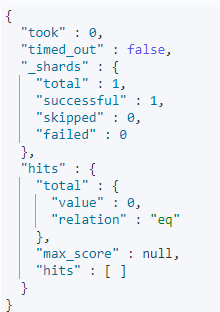 {
  "took" : 0,
  "timed_out" : false,
  "_shards" : {
    "total" : 1,
    "successful" : 1,
    "skipped" : 0,
    "failed" : 0
  },
  "hits" : {
    "total" : {
      "value" : 0,
      "relation" : "eq"
    },
    "max_score" : null,
    "hits" : [ ]
  }
}